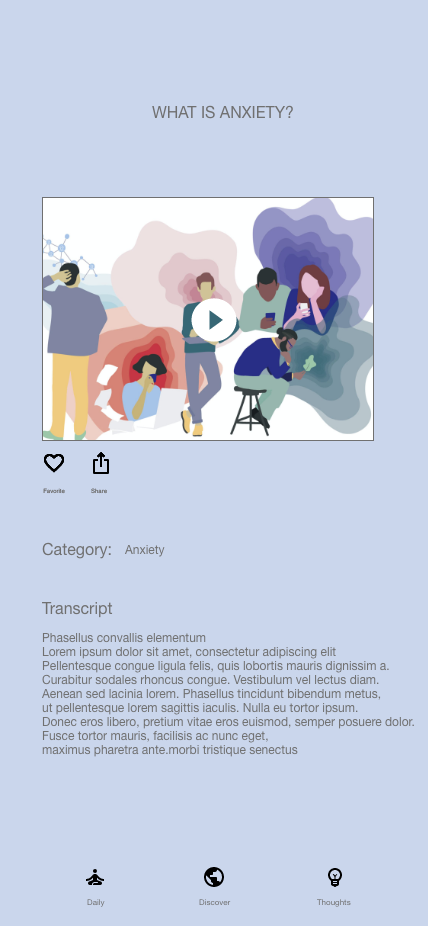 WHAT IS ANXIETY?
Favorite
Share
Category: Anxiety
Transcript
Phasellus convallis elementum
Lorem ipsum dolor sit amet, consectetur adipiscing elit
Pellentesque congue ligula felis, quis lobortis mauris dignissim a.
Curabitur sodales rhoncus congue. Vestibulum vel lectus diam.
Aenean sed lacinia lorem. Phasellus tincidunt bibendum metus,
ut pellentesque lorem sagittis iaculis. Nulla eu tortor ipsum.
Donec eros libero, pretium vitae eros euismod, semper posuere dolor.
Fusce tortor mauris, facilisis ac nunc eget,
maximus pharetra ante.morbi tristique senectus
Daily
Discover
Thoughts